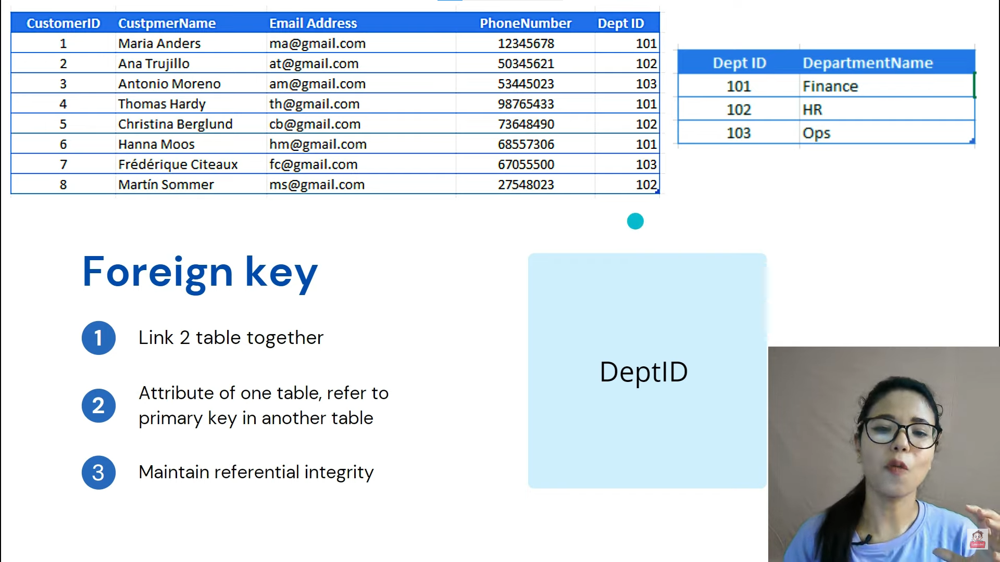 CustomerID CustpmerName Email Address PhoneNumber Dept ID
1 Maria Anders ma@gmail.com 12345678 101
2 Ana Trujillo at@gmail.com 50345621 102
3 Antonio Moreno am@gmail.com 53445023 103
4 Thomas Hardy th@gmail.com 98765433 101
5 Christina Berglund cb@gmail.com 73648490 102
6 Hanna Moos hm@gmail.com 68557306 101
7 Frédérique Citeaux fc@gmail.com 67055500 103
8 Martín Sommer ms@gmail.com 27548023 102
Dept ID DepartmentName
101 Finance
102 HR
103 Ops
Foreign key
1 Link 2 table together
2 Attribute of one table, refer to
primary key in another table
3 Maintain referential integrity
DeptID